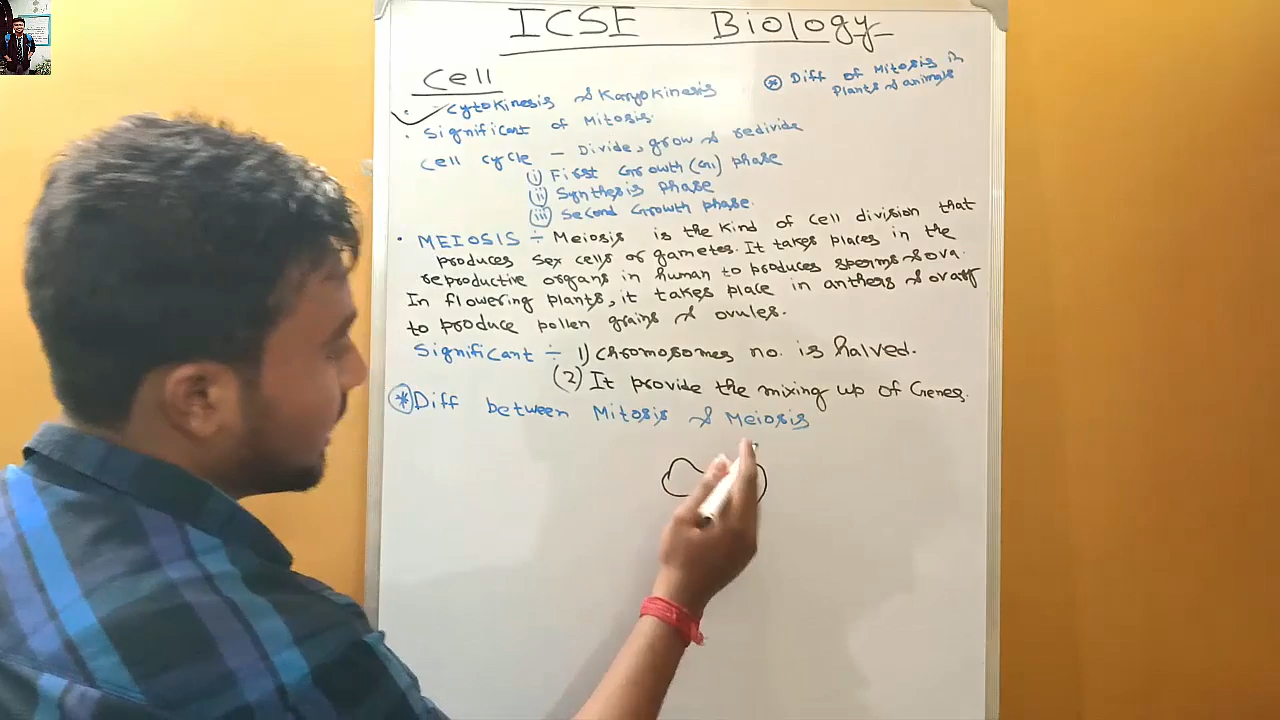 ICSE Biology
Cell
Cytokinesis & Karyokinesis
* Diff of Mitosis in
Plants & animals
Significant of Mitosis.
Cell cycle – Divide, grow & redivide
(i) First Growth (G1) phase
(ii) Synthesis phase
(iii) Second Growth phase.
MEIOSIS ÷ Meiosis is the kind of cell division that
produces sex cells or gametes. It takes places in the
reproductive organs in human to produces sperms & ova.
In flowering plants, it takes place in anthers &
to produce pollen grains & ovules.
Significant ÷ 1) Chromosomes no. is halved.
(2) It provide the mixing up of Genes.
* Diff between Mitosis & Meiosis